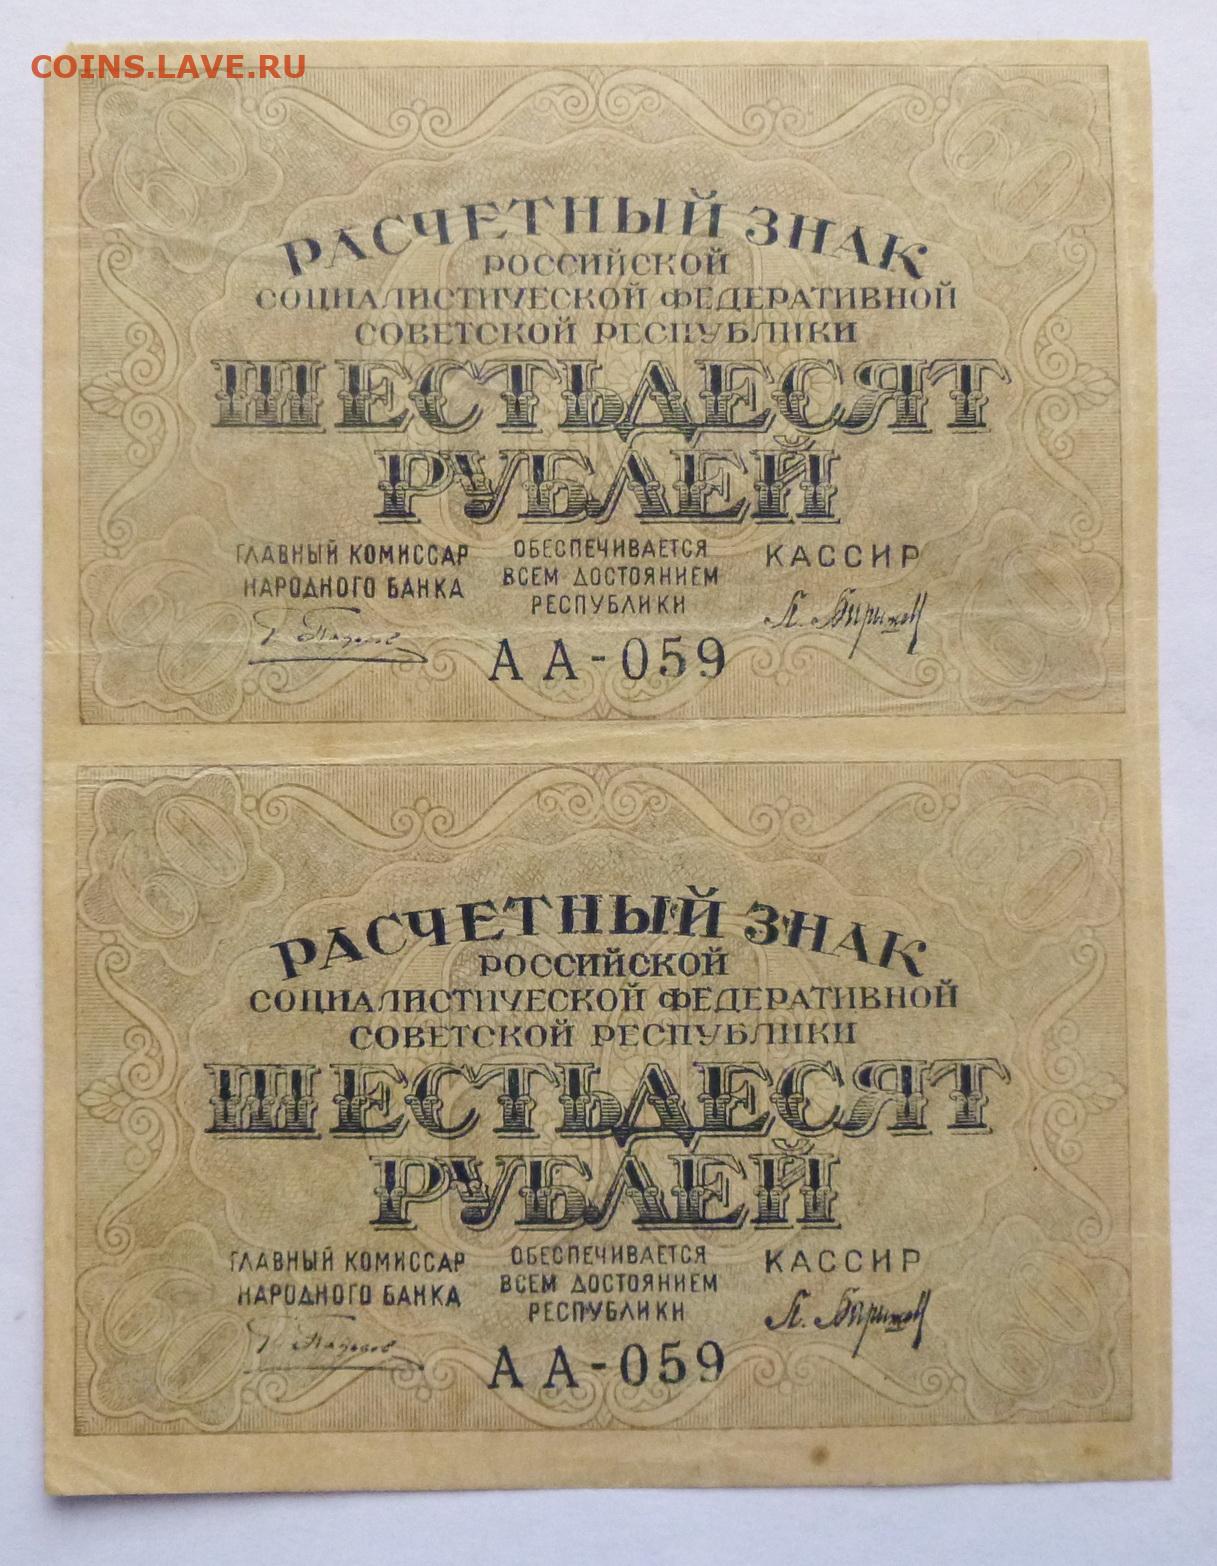 COINS.LAVE.RU
РАСЧЕТНЫЙ ЗНАК
РОССИЙСКОЙ
СОЦИАЛИСТИЧЕСКОЙ ФЕДЕРАТИВНОЙ
СОВЕТСКОЙ РЕСПУБЛИКИ
ШЕСТЬДЕСЯТ
РУБЛЕЙ
ГЛАВНЫЙ КОМИССАР
НАРОДНОГО БАНКА
ОБЕСПЕЧИВАЕТСЯ
ВСЕМ ДОСТОЯНИЕМ
РЕСПУБЛИКИ
КАССИР
АА-059
РАСЧЕТНЫЙ ЗНАК
РОССИЙСКОЙ
СОЦИАЛИСТИЧЕСКОЙ ФЕДЕРАТИВНОЙ
СОВЕТСКОЙ РЕСПУБЛИКИ
ШЕСТЬДЕСЯТ
РУБЛЕЙ
ГЛАВНЫЙ КОМИССАР
НАРОДНОГО БАНКА
ОБЕСПЕЧИВАЕТСЯ
ВСЕМ ДОСТОЯНИЕМ
РЕСПУБЛИКИ
КАССИР
АА-059